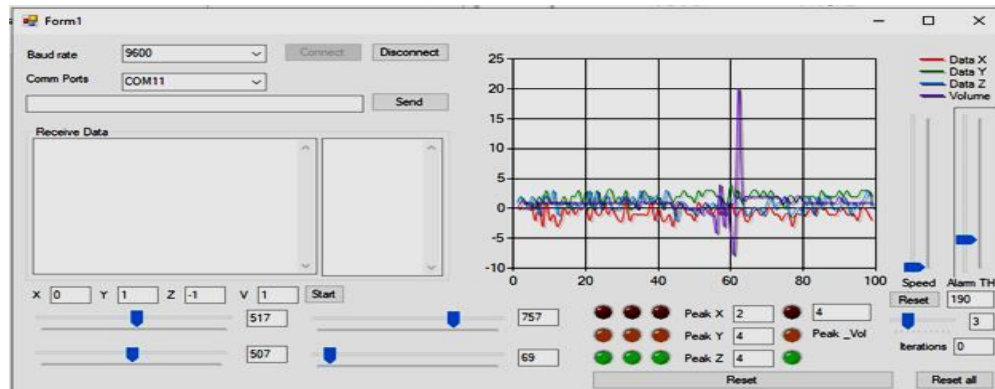 Form1
Baud rate 9600 Connect Disconnect
Comm Ports COM11
Send
Receive Data
25
20
15
10
5
0
-5
-10
0 20 40 60 80 100
Data X
Data Y
Data Z
Volume
Speed Alarm TH
X 0 Y 1 Z -1 V 1 Start
Reset 190
517 757
3
507 69
Peak X 2 4
Peak Y 4 Peak _Vol
Peak Z 4
Iterations 0
Reset Reset all